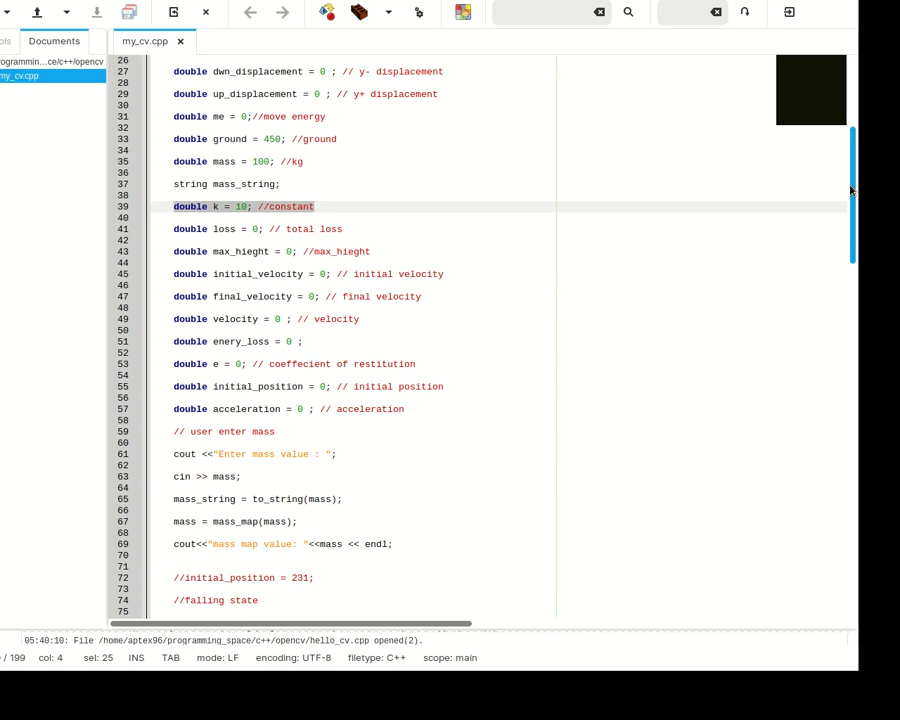 ols Documents my_cv.cpp
rogrammin...ce/c++/opencv
my_cv.cpp
26
27 double dwn_displacement = 0 ; // y- displacement
28
29 double up_displacement = 0 ; // y+ displacement
30
31 double me = 0;//move energy
32
33 double ground = 450; //ground
34
35 double mass = 100; //kg
36
37 string mass_string;
38
39 double k = 10; //constant
40
41 double loss = 0; // total loss
42
43 double max_hieght = 0; //max_hieght
44
45 double initial_velocity = 0; // initial velocity
46
47 double final_velocity = 0; // final velocity
48
49 double velocity = 0 ; // velocity
50
51 double enery_loss = 0 ;
52
53 double e = 0; // coeffecient of restitution
54
55 double initial_position = 0; // initial position
56
57 double acceleration = 0 ; // acceleration
58
59 // user enter mass
60
61 cout <<"Enter mass value : ";
62
63 cin >> mass;
64
65 mass_string = to_string(mass);
66
67 mass = mass_map(mass);
68
69 cout<<"mass map value: "<<mass << endl;
70
71
72 //initial_position = 231;
73
74 //falling state
75
05:40:10: File /home/aptex96/programming_space/c++/opencv/hello_cv.cpp opened(2).
/ 199 col: 4 sel: 25 INS TAB mode: LF encoding: UTF-8 filetype: C++ scope: main